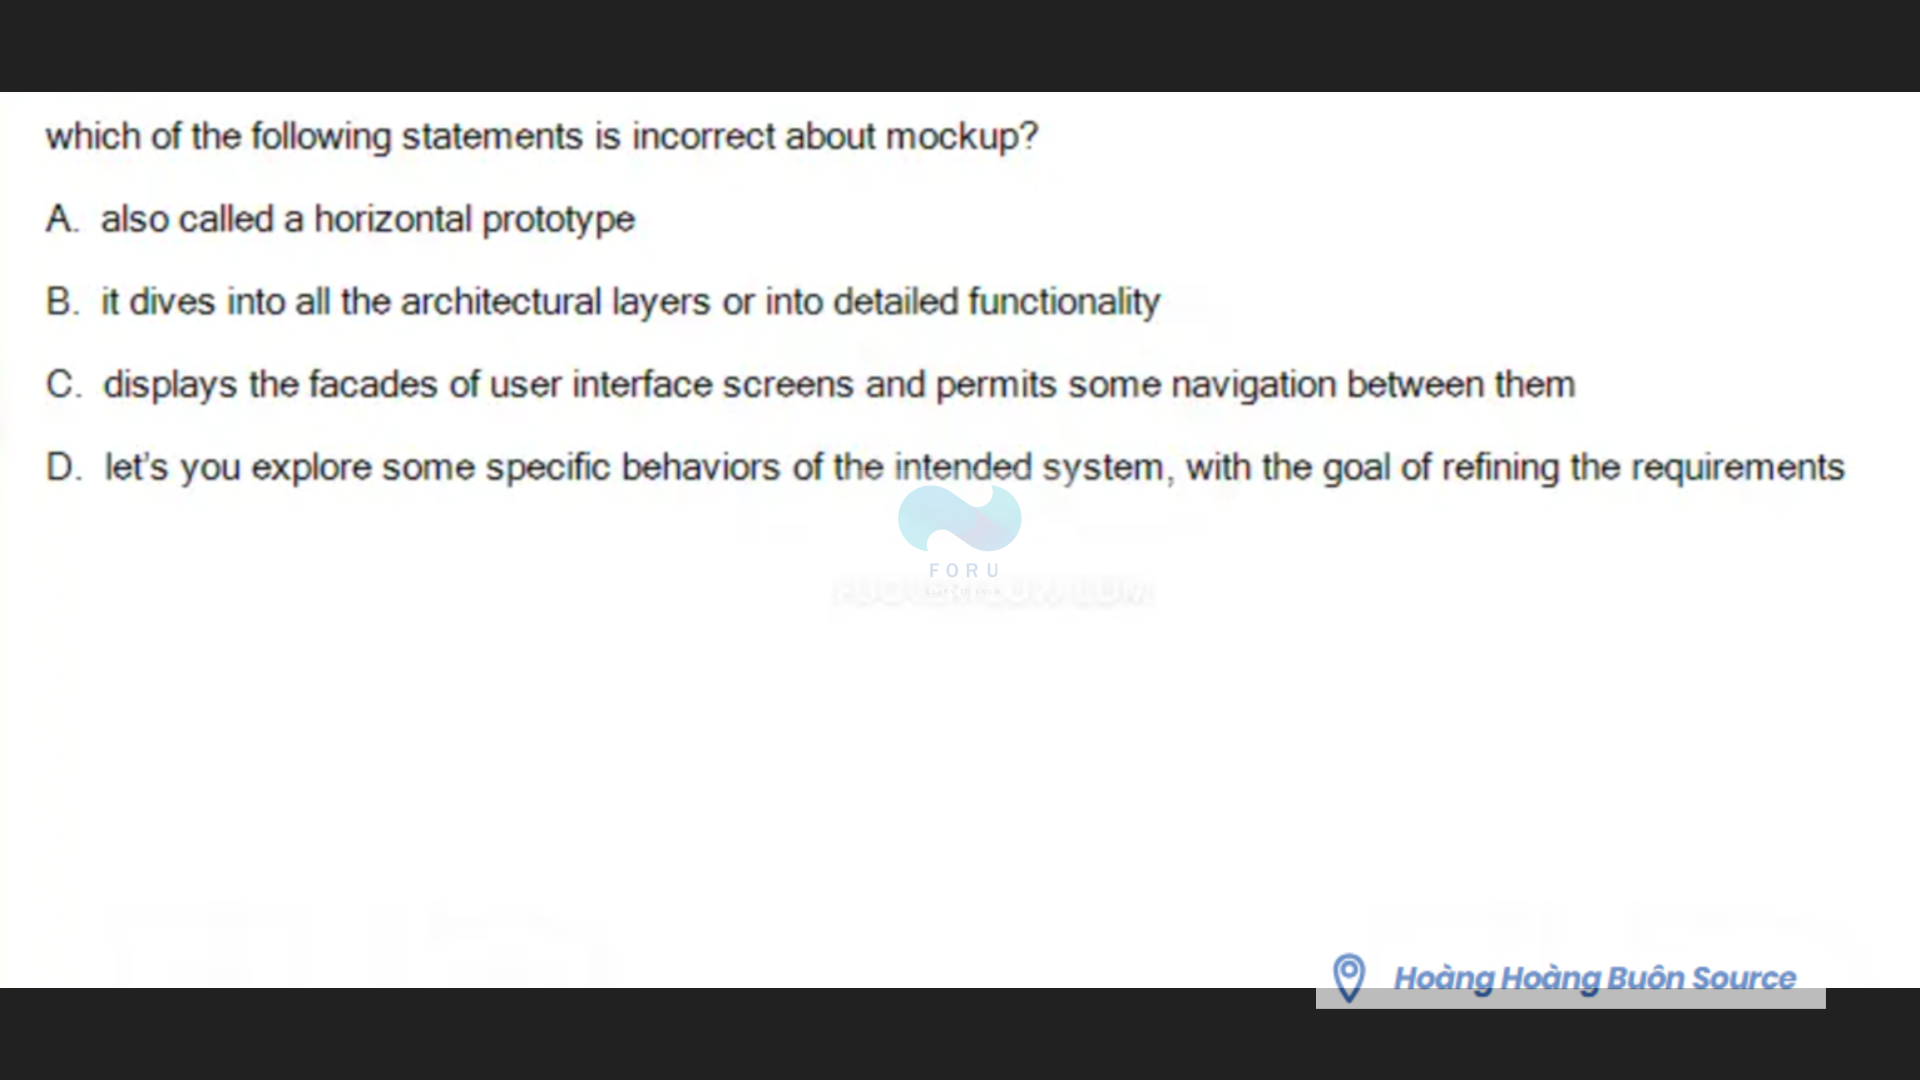 which of the following statements is incorrect about mockup?
A. also called a horizontal prototype
B. it dives into all the architectural layers or into detailed functionality
C. displays the facades of user interface screens and permits some navigation between them
D. let's you explore some specific behaviors of the intended system, with the goal of refining the requirements
FORU
Hoàng Hoàng Buôn Source